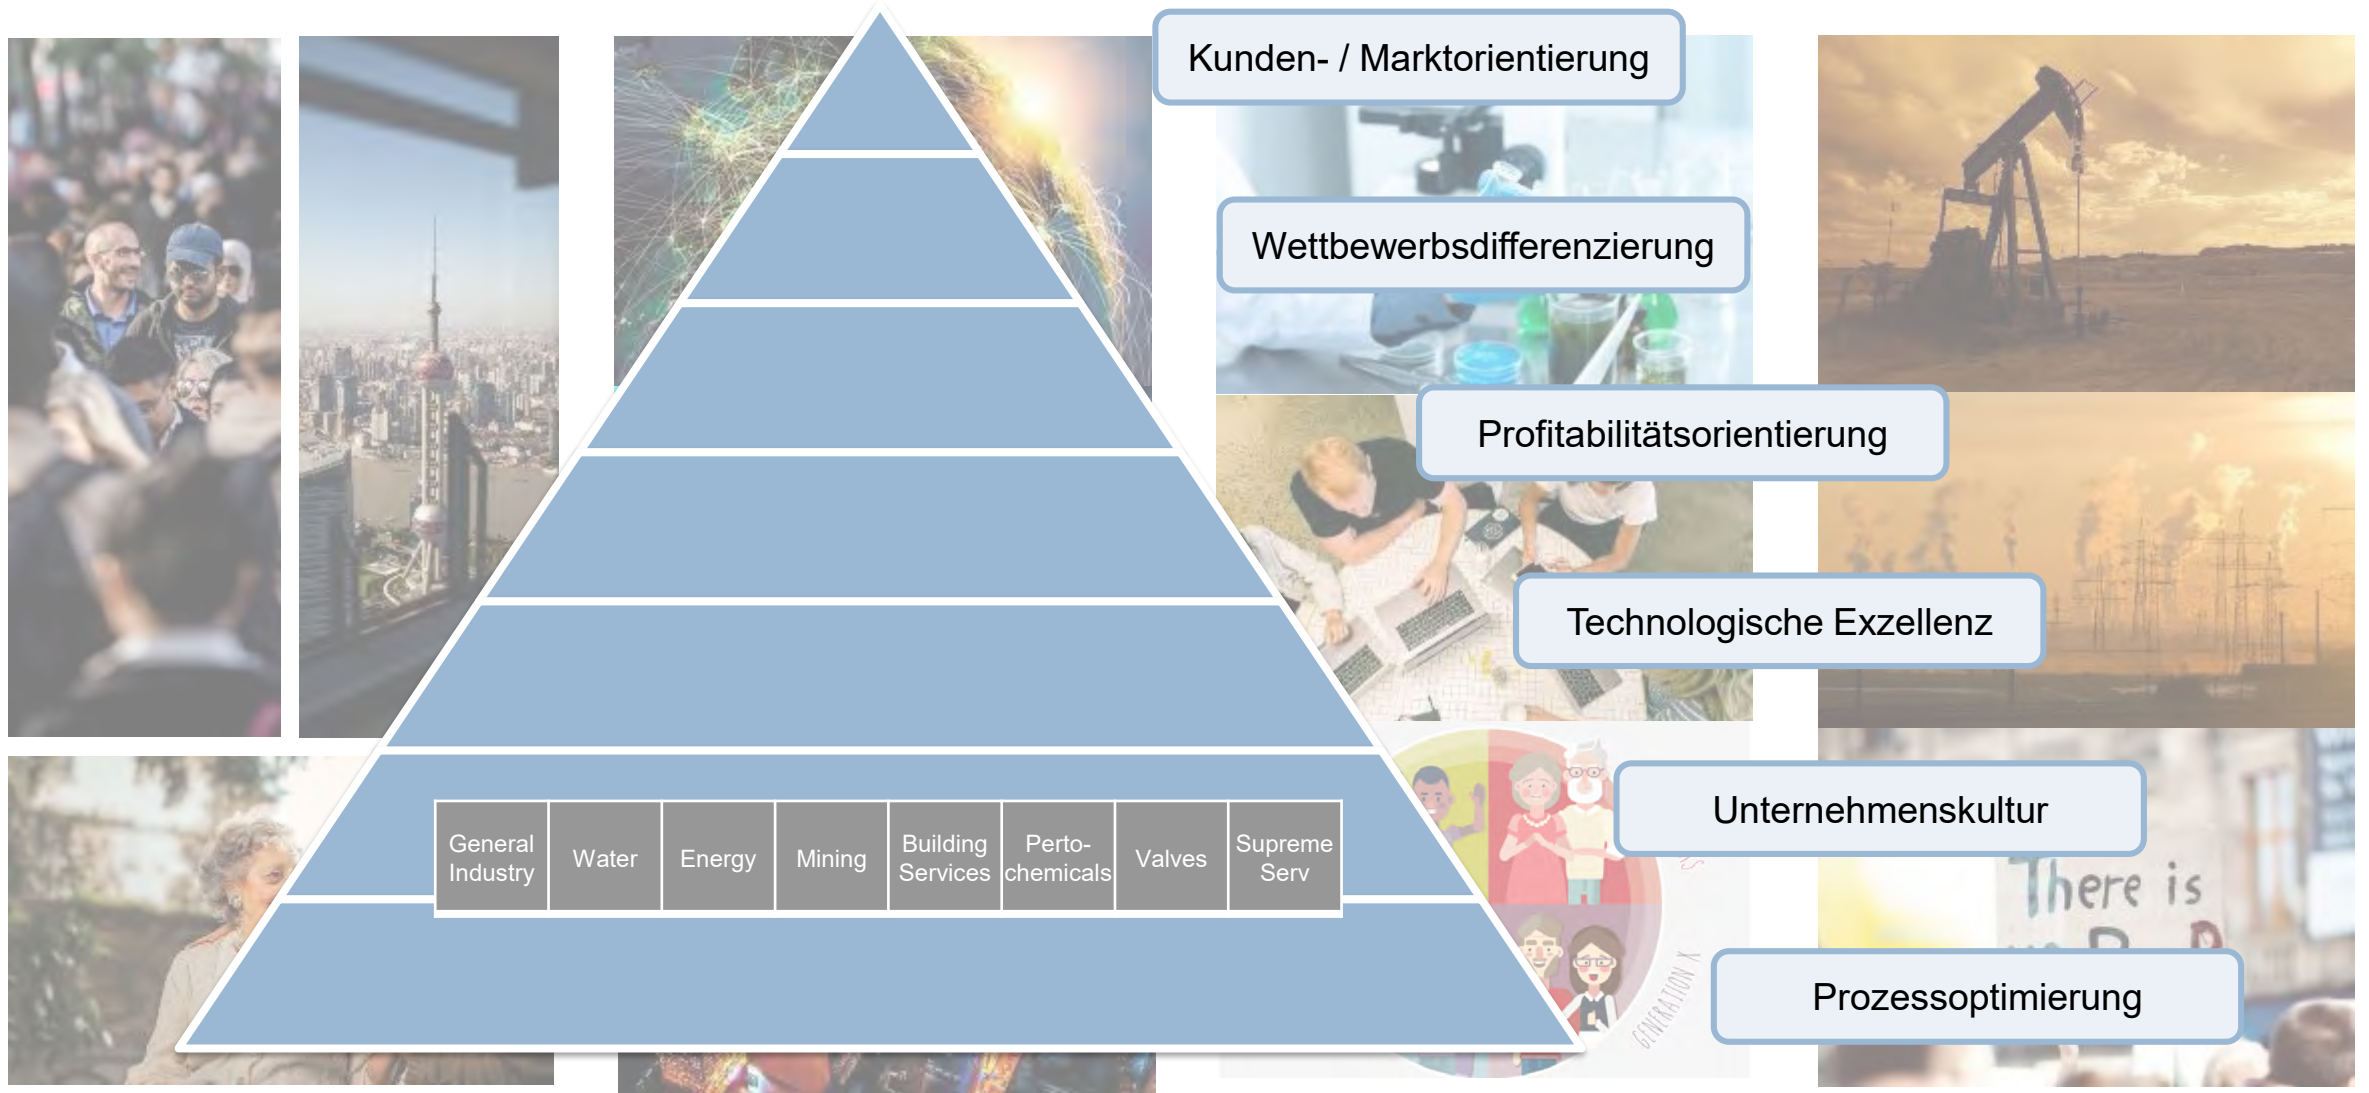 Kunden- / Marktorientierung
Wettbewerbsdifferenzierung
Profitabilitätsorientierung
Technologische Exzellenz
Unternehmenskultur
General
Industry
Water
Energy
Mining
Building
Services
Perto-
chemicals
Valves
Supreme
Serv
There is
GENERATION X
Prozessoptimierung